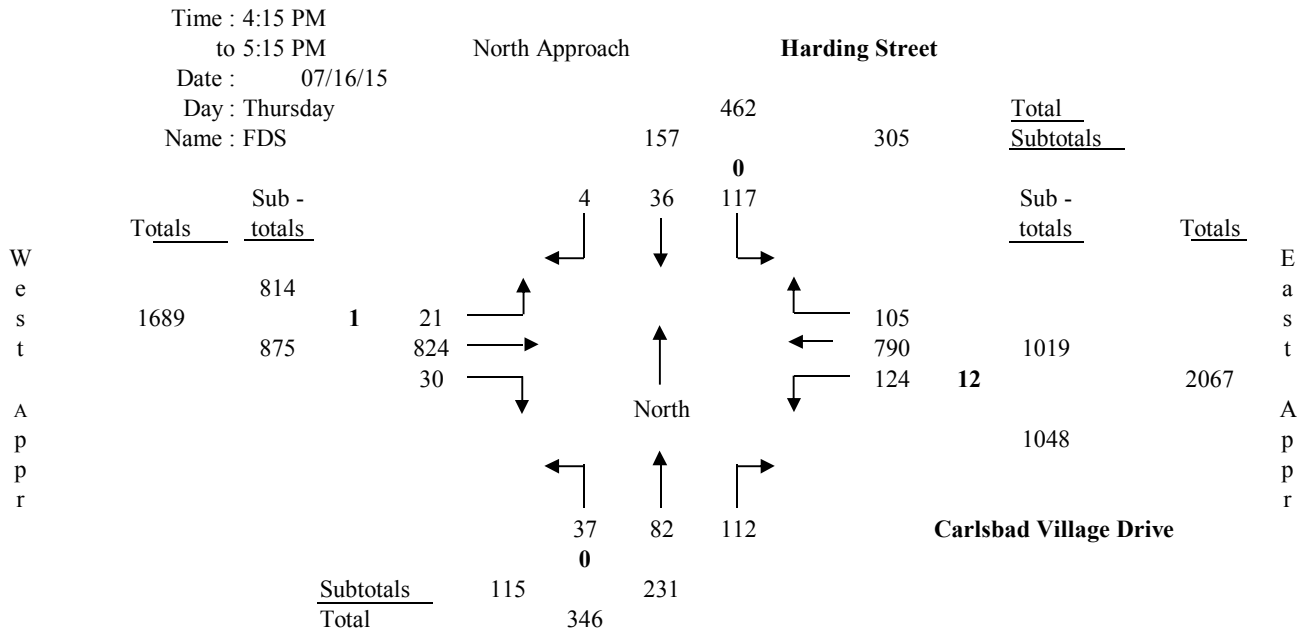 Time : 4:15 PM
to 5:15 PM North Approach Harding Street
Date : 07/16/15
Day : Thursday 462 Total
Name : FDS 157 305 Subtotals
0
Sub - 4 36 117 Sub -
Totals totals totals Totals
W E
e 814 a
s 1689 1 21 105 s
t 875 824 790 1019 t
30 124 12 2067
A North A
p 1048 p
p p
r r
37 82 112 Carlsbad Village Drive
0
Subtotals 115 231
Total 346